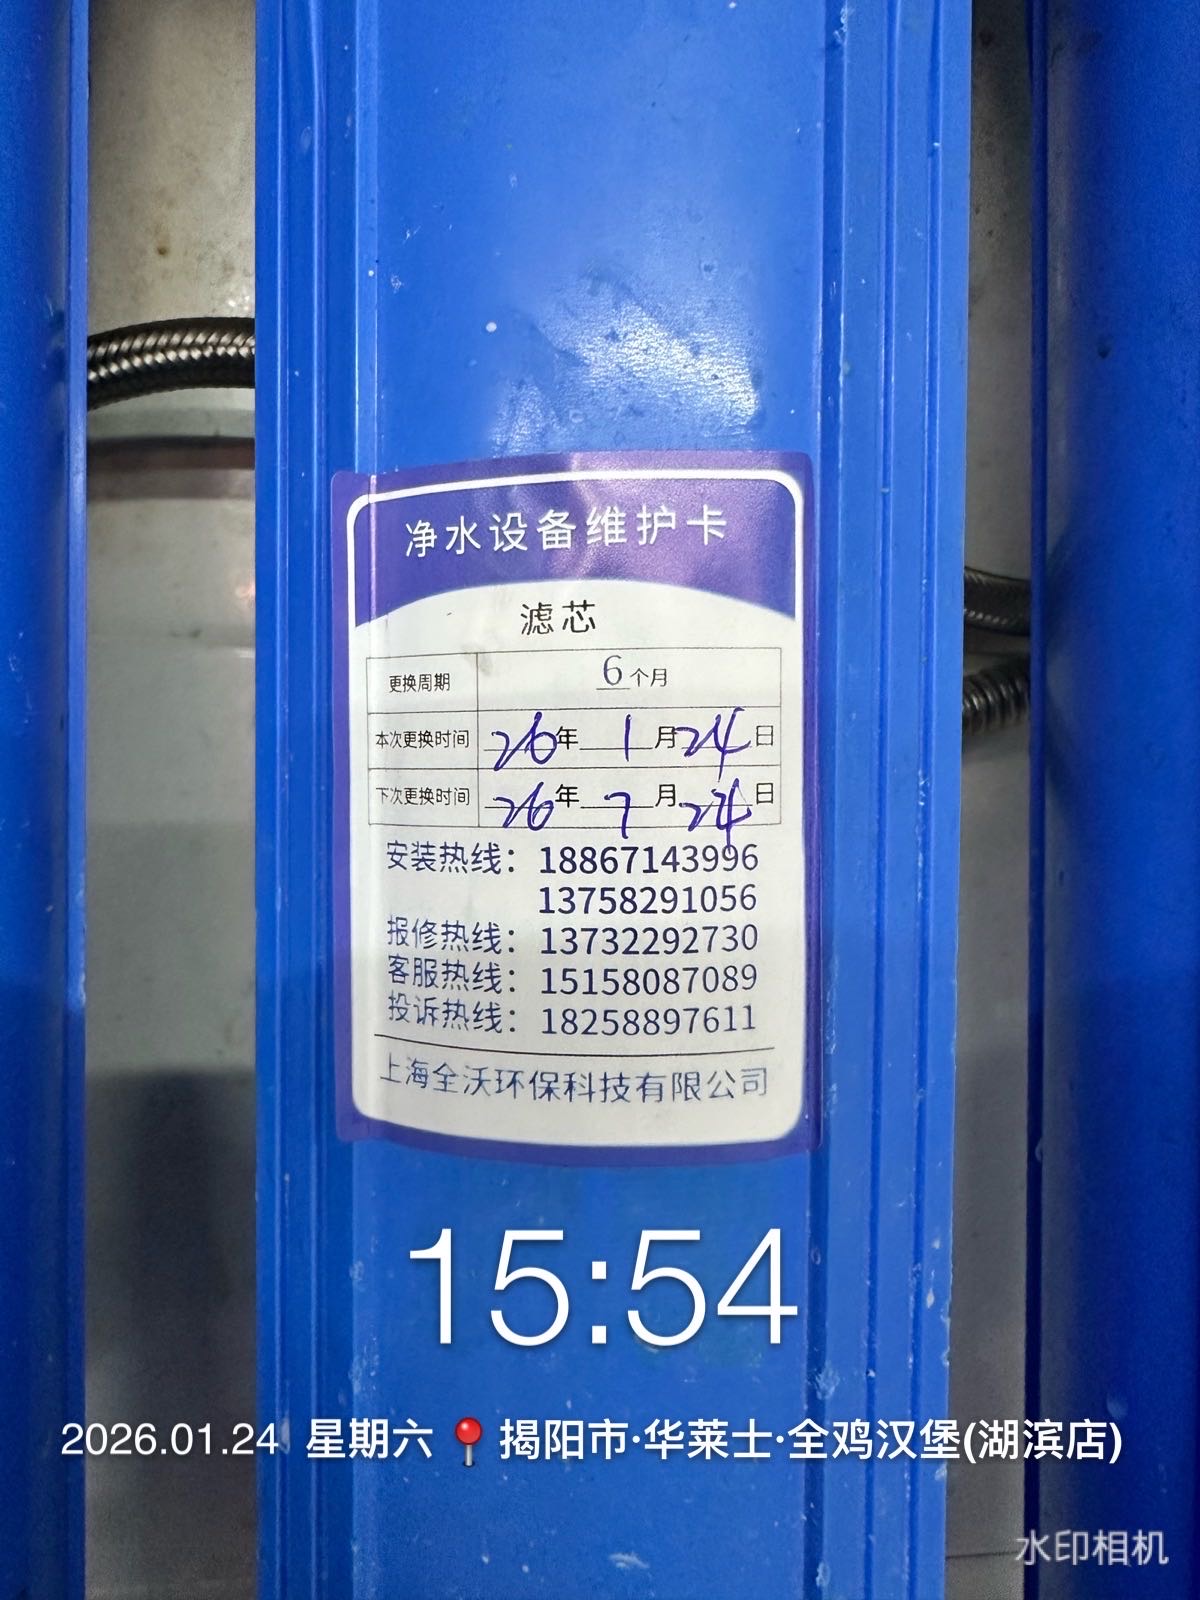 净水设备维护卡
滤芯
更换周期 6个月
本次更换时间 26年 1月24日
下次更换时间 26年 7月24日
安装热线：18867143996
13758291056
报修热线：13732292730
客服热线：15158087089
投诉热线：18258897611
上海全沃环保科技有限公司
15:54
2026.01.24 星期六 揭阳市·华莱士·全鸡汉堡(湖滨店)
水印相机